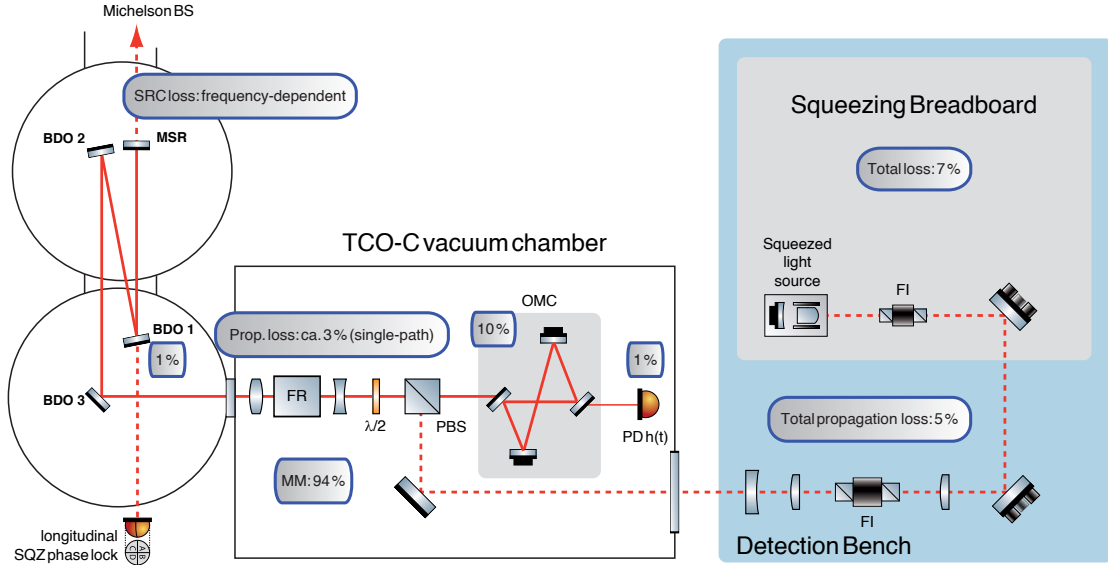 Michelson BS
SRC loss: frequency-dependent
BDO 2
MSR
BDO 1
1 %
BDO 3
longitudinal
SQZ phase lock
A B
C D
TCO-C vacuum chamber
Prop. loss: ca. 3 % (single-path)
10 %
OMC
1 %
FR
λ/2
PBS
PD h(t)
MM: 94 %
Squeezing Breadboard
Total loss: 7 %
Squeezed
light
source
FI
Total propagation loss: 5 %
FI
Detection Bench